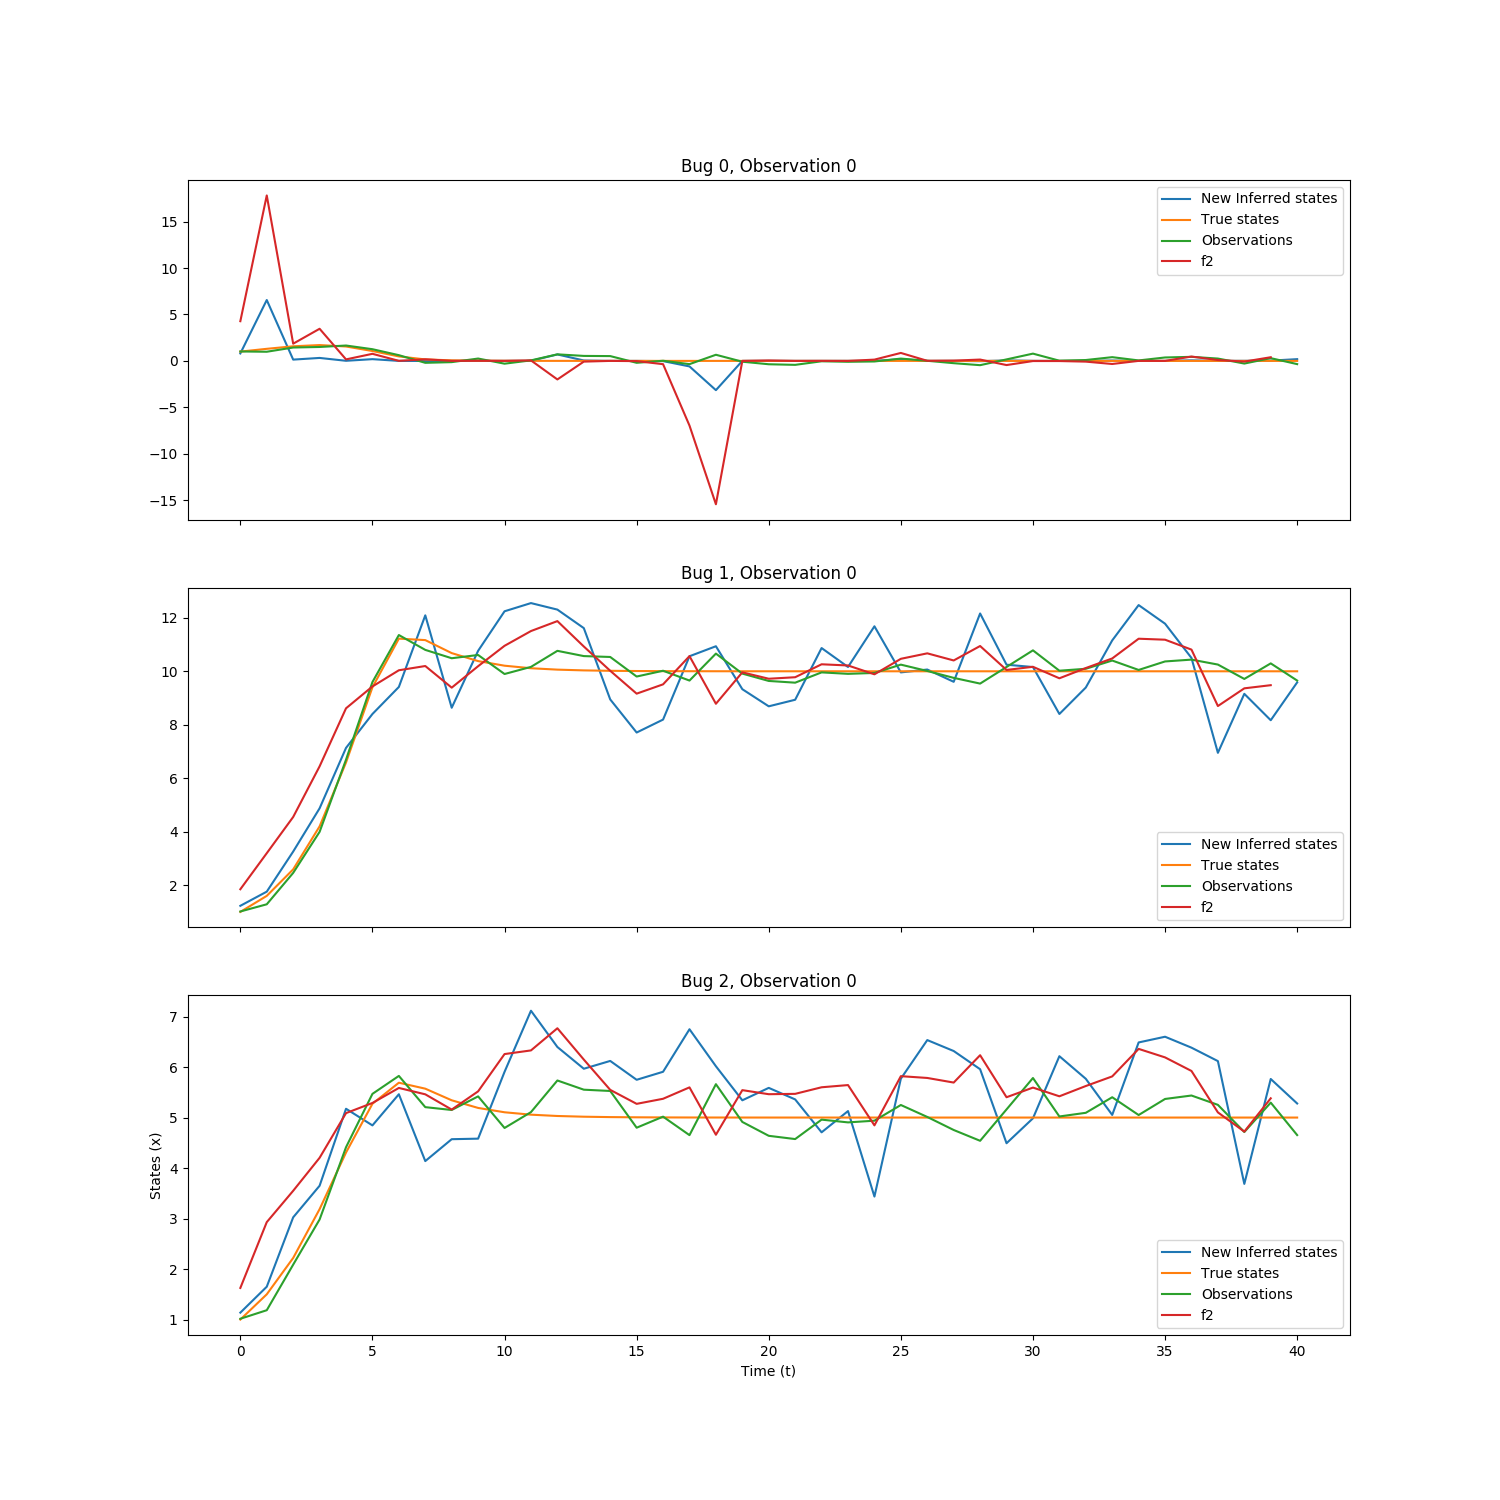 Bug 0, Observation 0
15
10
5
0
−5
−10
−15
New Inferred states
True states
Observations
f2
Bug 1, Observation 0
12
10
8
6
4
2
New Inferred states
True states
Observations
f2
Bug 2, Observation 0
7
6
5
4
3
2
1
States (x)
New Inferred states
True states
Observations
f2
0 5 10 15 20 25 30 35 40
Time (t)